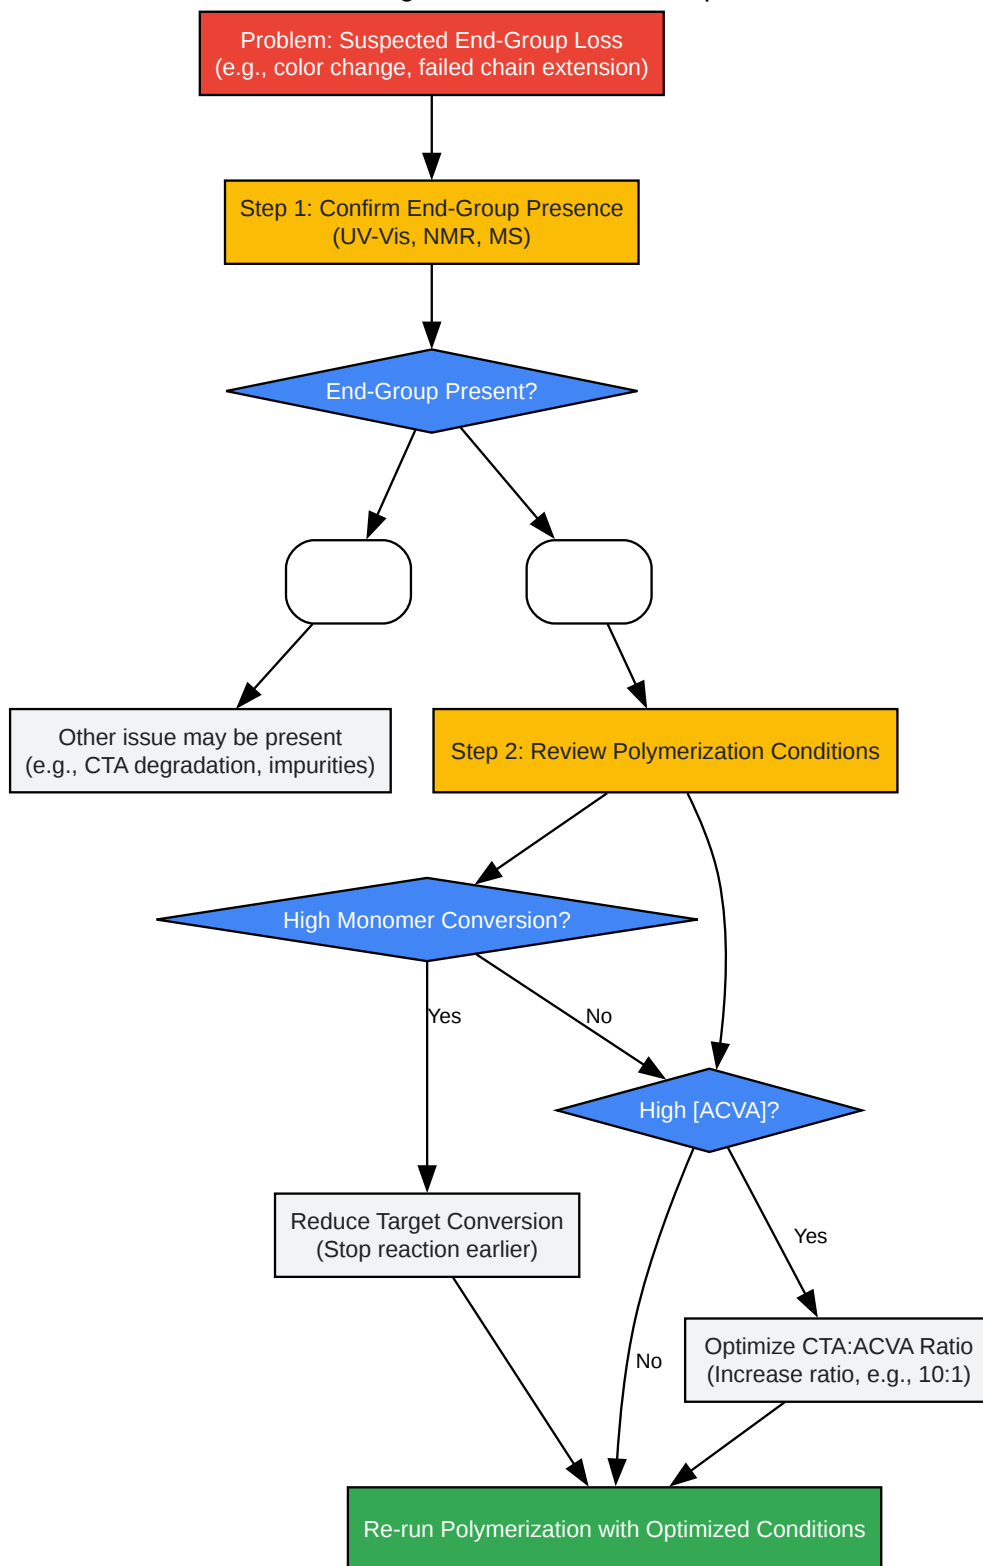 Problem: Suspected End-Group Loss
(e.g., color change, failed chain extension)
Step 1: Confirm End-Group Presence
(UV-Vis, NMR, MS)
End-Group Present?
Other issue may be present
(e.g., CTA degradation, impurities)
Step 2: Review Polymerization Conditions
High Monomer Conversion?
Yes
No
High [ACVA]?
Reduce Target Conversion
(Stop reaction earlier)
Yes
Optimize CTA:ACVA Ratio
(Increase ratio, e.g., 10:1)
No
Re-run Polymerization with Optimized Conditions